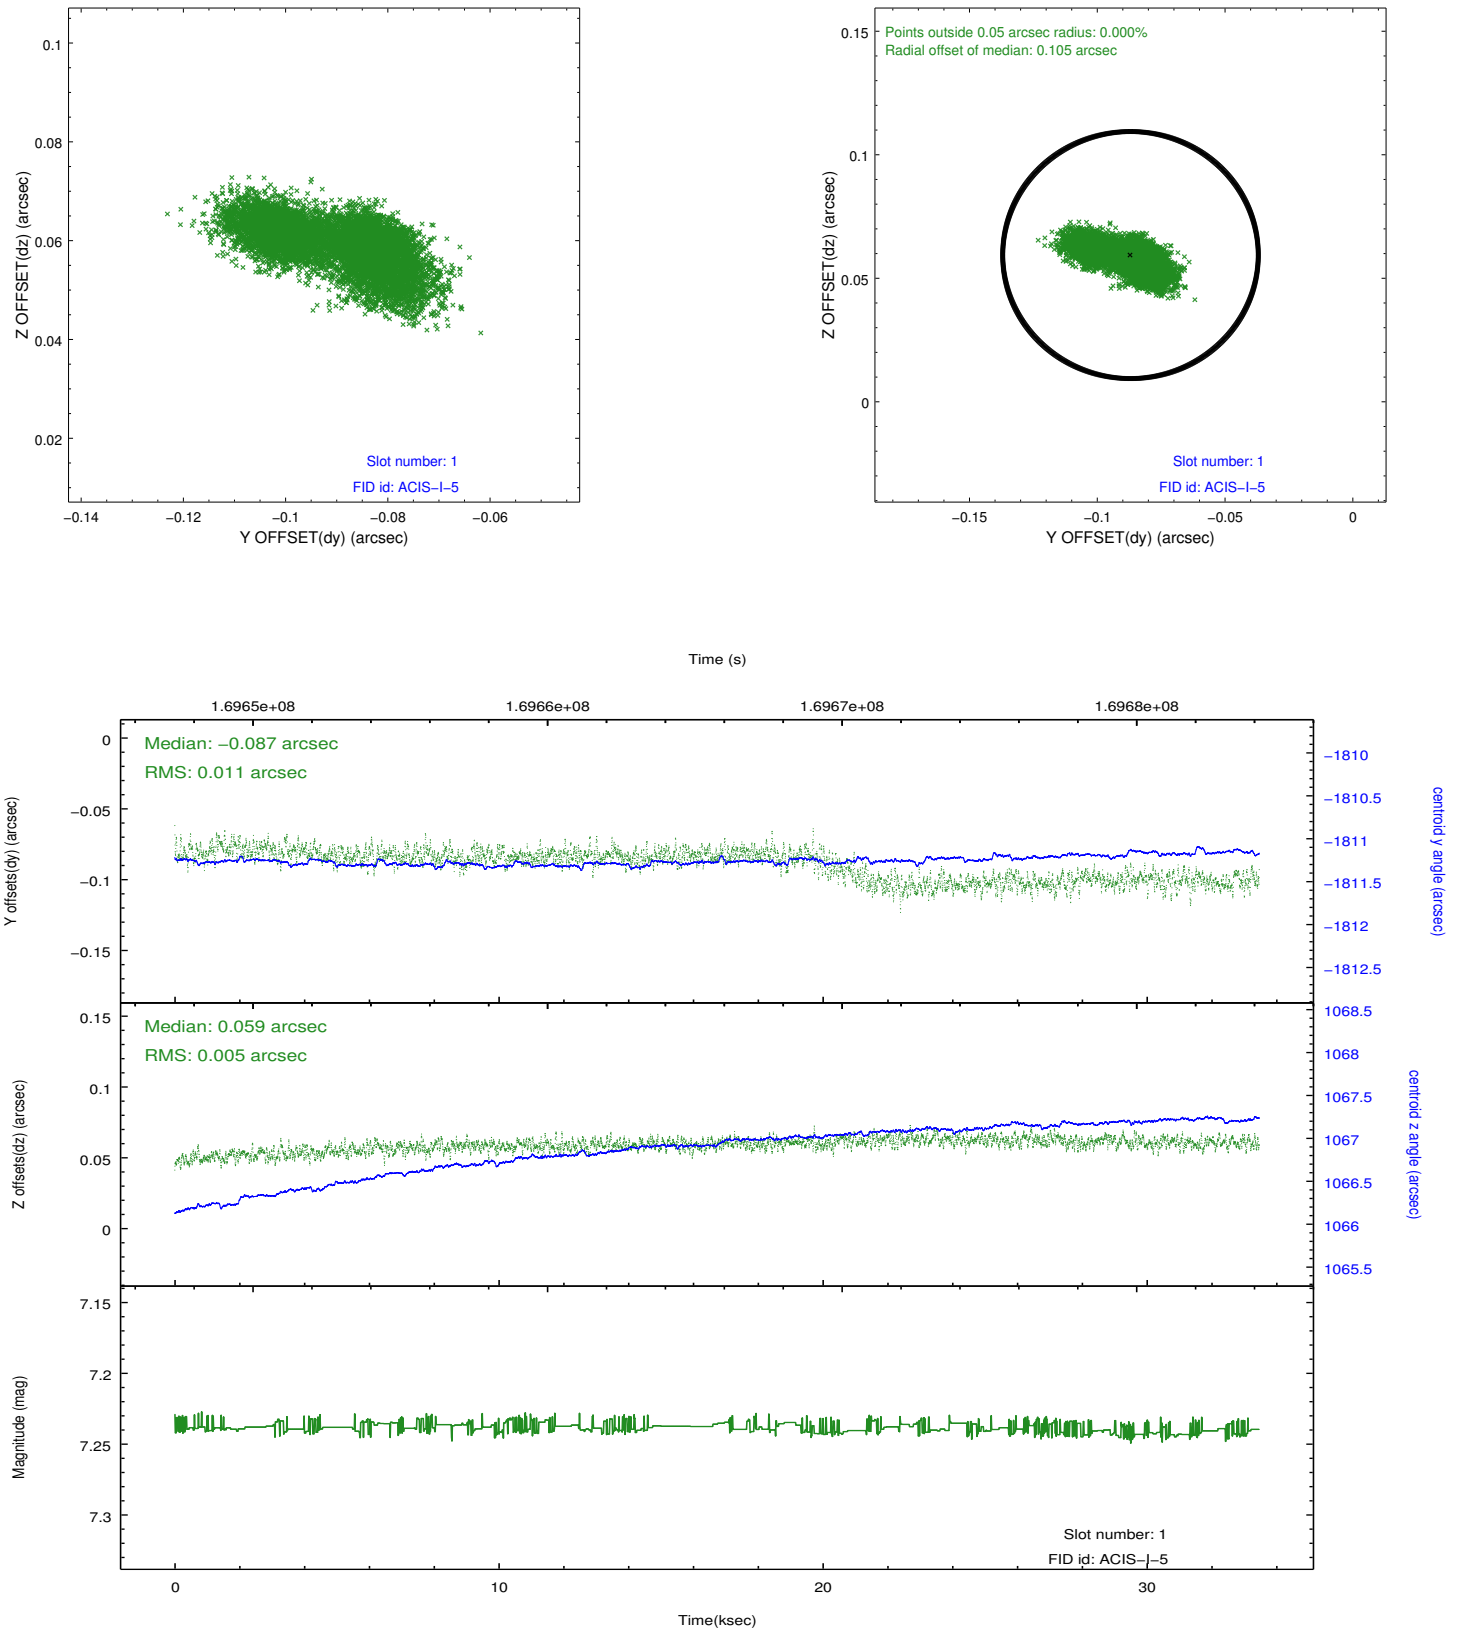 0.1
0.08
0.06
0.04
0.02
Z OFFSET(dz) (arcsec)
Slot number: 1
FID id: ACIS−I−5
−0.14 −0.12 −0.1 −0.08 −0.06
Y OFFSET(dy) (arcsec)
Points outside 0.05 arcsec radius: 0.000%
Radial offset of median: 0.105 arcsec
0.15
0.1
0.05
0
Z OFFSET(dz) (arcsec)
Slot number: 1
FID id: ACIS−I−5
−0.15 −0.1 −0.05 0
Y OFFSET(dy) (arcsec)
Time (s)
1.6965e+08 1.6966e+08 1.6967e+08 1.6968e+08
Median: −0.087 arcsec
RMS: 0.011 arcsec
0
−0.05
−0.1
−0.15
Y offsets(dy) (arcsec)
−1810
−1810.5
−1811
−1811.5
−1812
−1812.5
centroid y angle (arcsec)
Median: 0.059 arcsec
RMS: 0.005 arcsec
0.15
0.1
0.05
0
Z offsets(dz) (arcsec)
1068.5
1068
1067.5
1067
1066.5
1066
1065.5
centroid z angle (arcsec)
7.15
7.2
7.25
7.3
Magnitude (mag)
Slot number: 1
FID id: ACIS−I−5
0 10 20 30
Time(ksec)